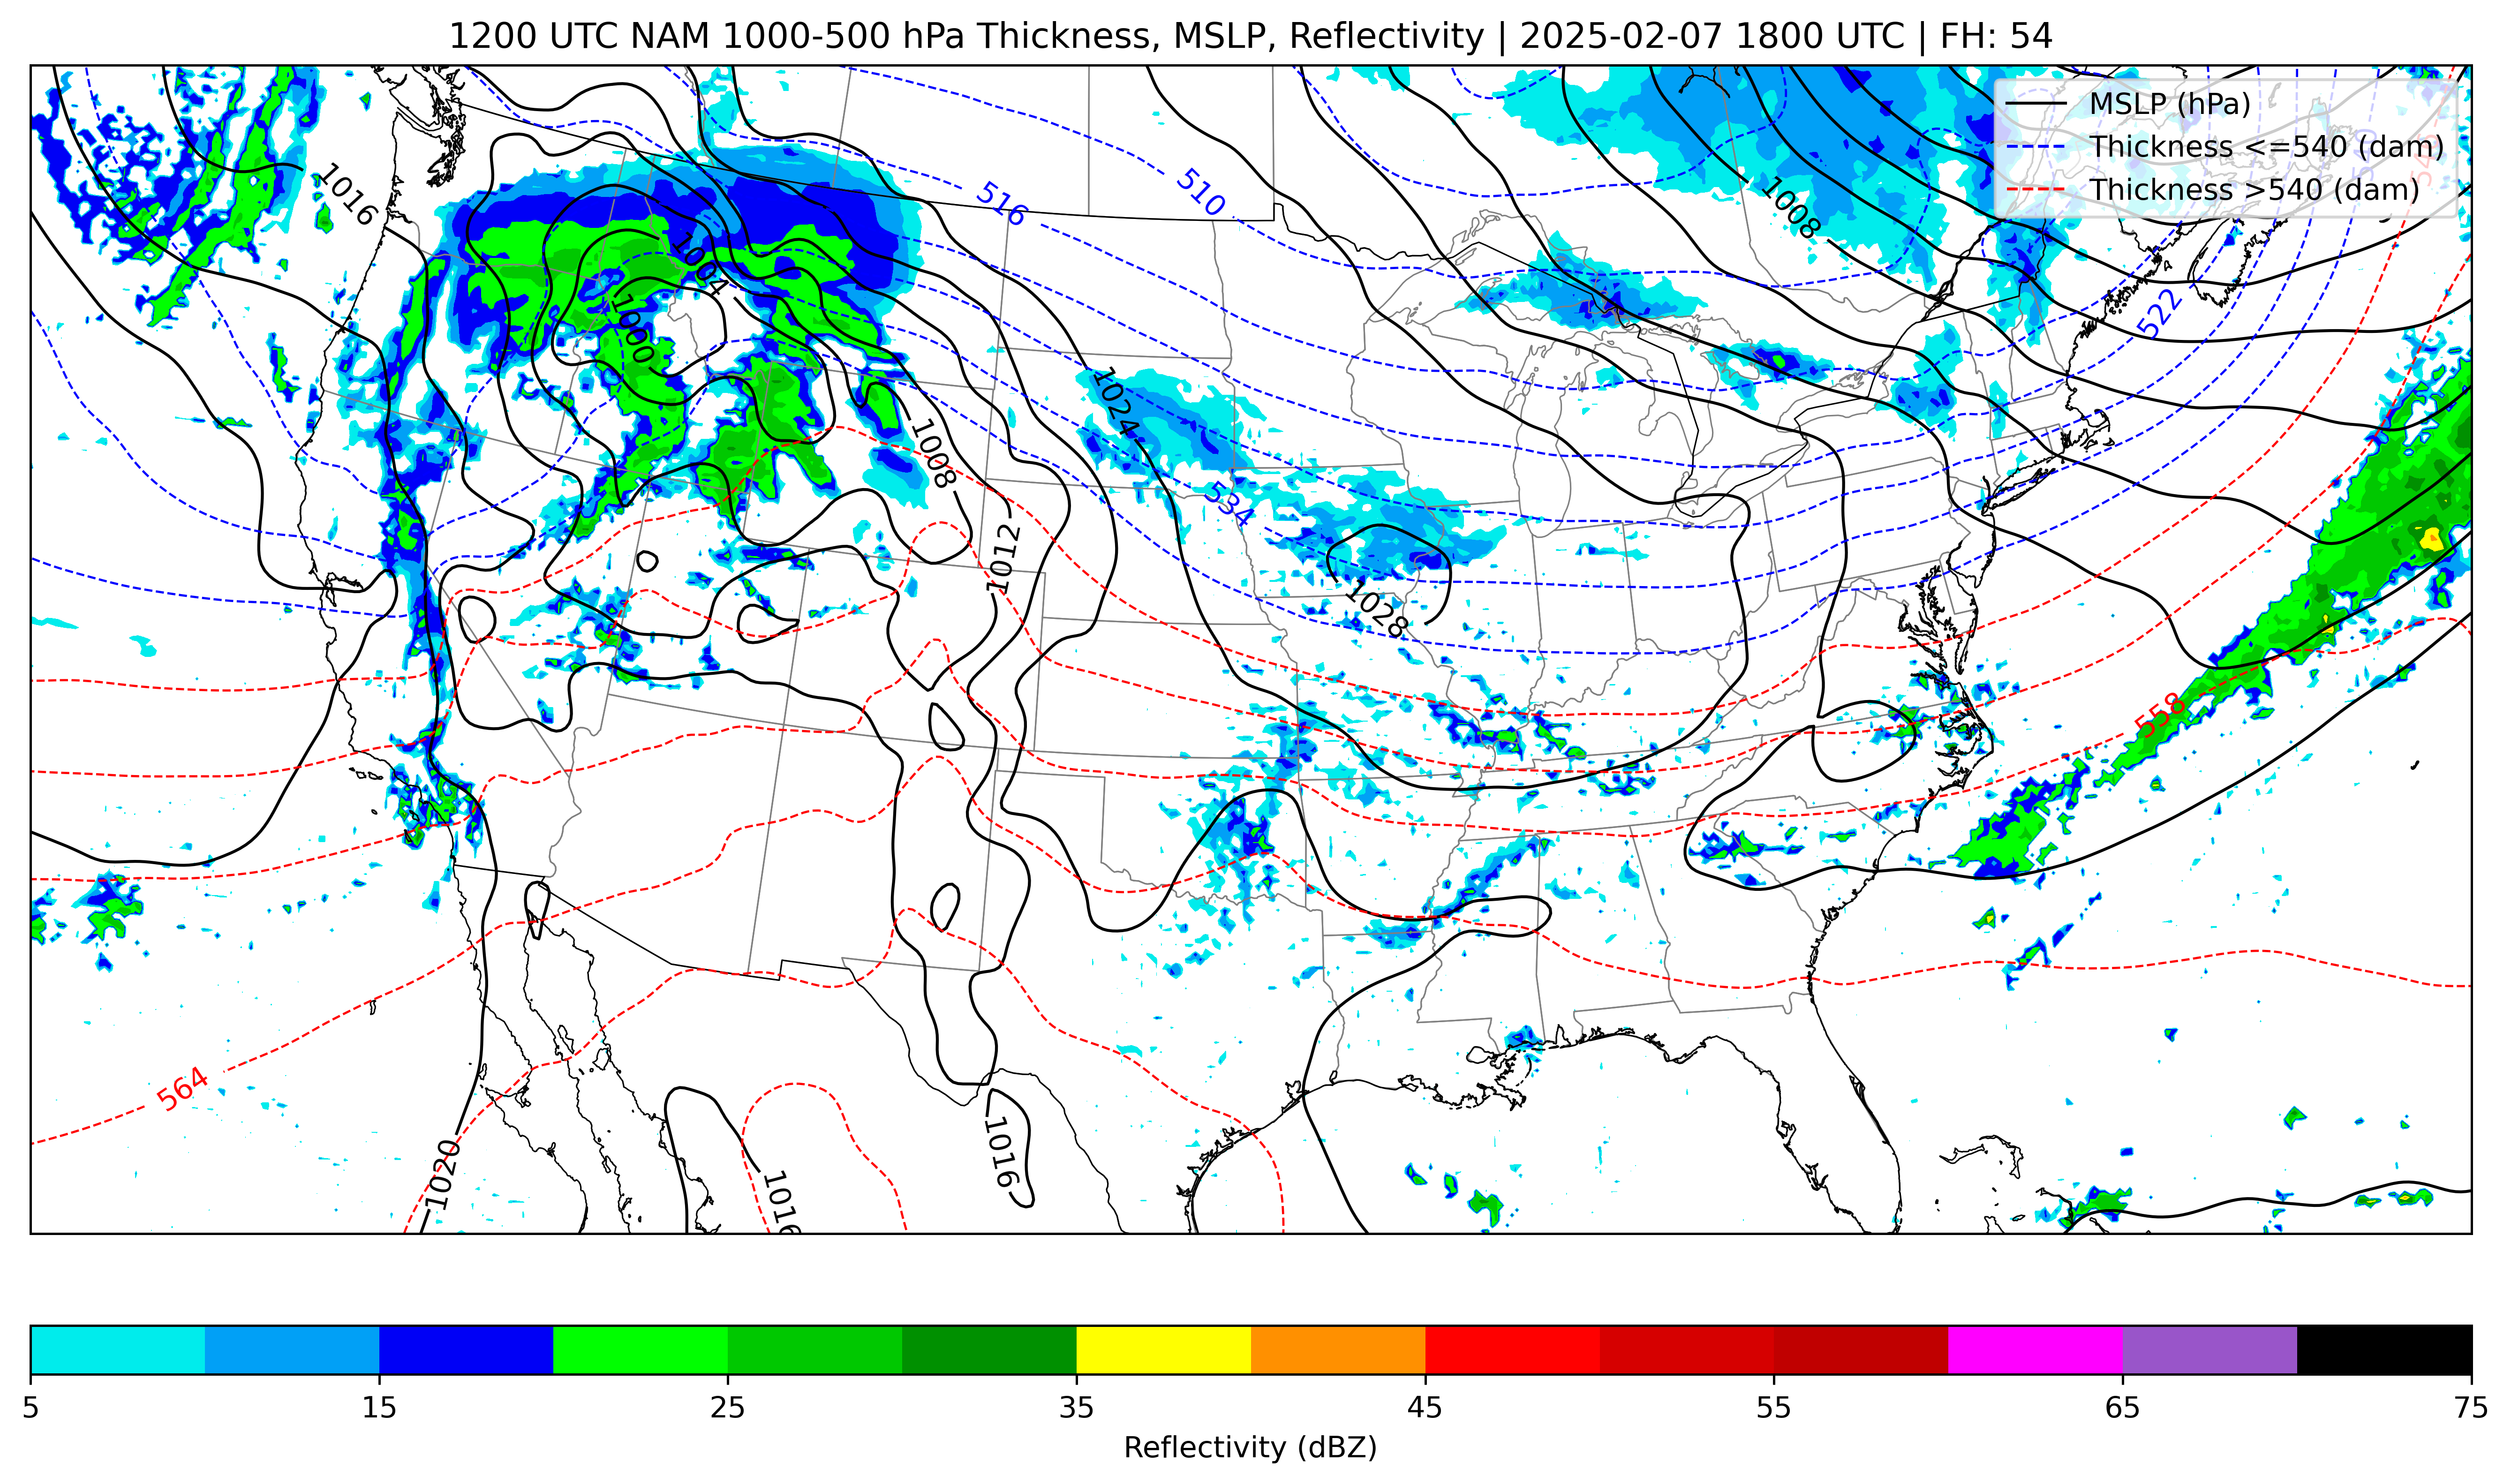 1200 UTC NAM 1000-500 hPa Thickness, MSLP, Reflectivity | 2025-02-07 1800 UTC | FH: 54
MSLP (hPa)
Thickness <=540 (dam)
Thickness >540 (dam)
1016
516
510
1008
1004
1000
522
1024
1008
534
1012
1028
558
564
1020
1016
1016
5 15 25 35 45 55 65 75
Reflectivity (dBZ)